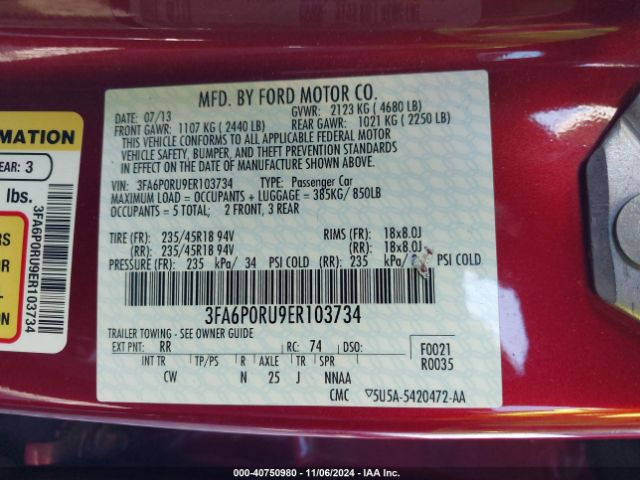 MFD. BY FORD MOTOR CO.
DATE: 07/13 GVWR: 2123 KG ( 4680 LB)
FRONT GAWR: 1107 KG ( 2440 LB) REAR GAWR: 1021 KG ( 2250 LB)
THIS VEHICLE CONFORMS TO ALL APPLICABLE FEDERAL MOTOR
VEHICLE SAFETY, BUMPER, AND THEFT PREVENTION STANDARDS
IN EFFECT ON THE DATE OF MANUFACTURE SHOWN ABOVE.
VIN: 3FA6P0RU9ER103734 TYPE: Passenger Car
MAXIMUM LOAD = OCCUPANTS + LUGGAGE = 385KG/ 850LB
OCCUPANTS = 5 TOTAL; 2 FRONT, 3 REAR
TIRE (FR): 235/45R18 94V RIMS (FR): 18x8.0J
(RR): 235/45R18 94V (RR): 18x8.0J
PRESSURE (FR): 235 kPa/ 34 PSI COLD (RR): 235 kPa/ PSI COLD
3FA6P0RU9ER103734
TRAILER TOWING - SEE OWNER GUIDE
EXT PNT: RR RC: 74 DSO: F0021
R0035
INT TR TP/PS R AXLE TR SPR
CW N 25 J NNAA
CMC ▽5U5A-5420472-AA
RMATION
EAR: 3
lbs.
RS
OR
3FA6P0RU9ER103734
000-40750980 - 11/06/2024 - IAAI.COM